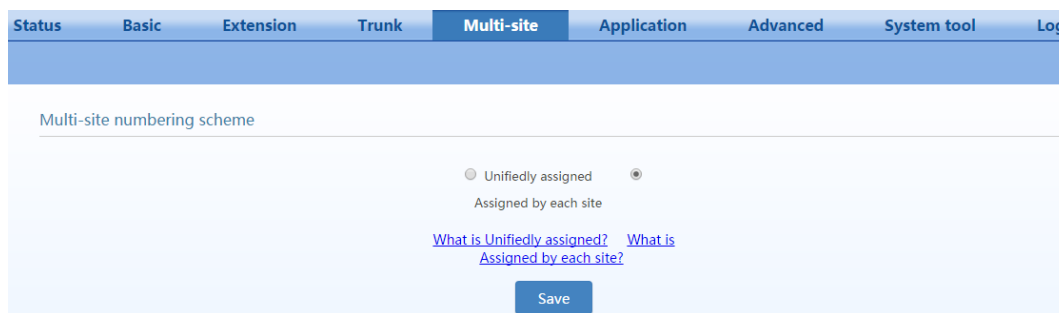 Status Basic Extension Trunk Multi-site Application Advanced System tool
Multi-site numbering scheme
Unifiedly assigned
Assigned by each site
What is Unifiedly assigned? What is
Assigned by each site?
Save